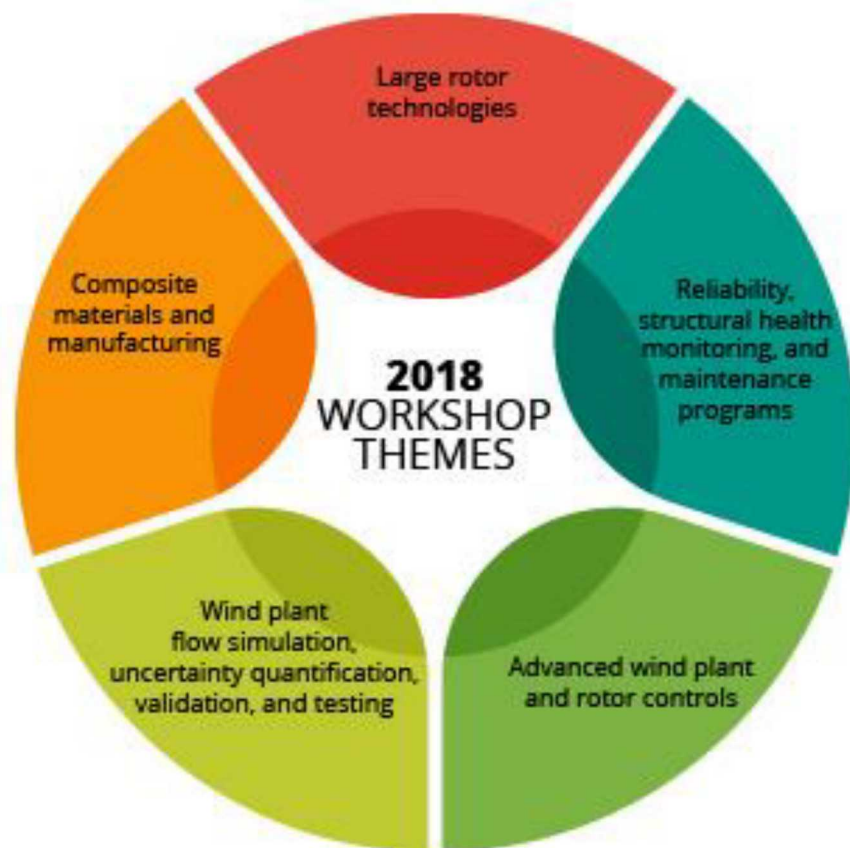 Large rotor
technologies
Reliability,
structural health
monitoring, and
maintenance
programs
Advanced wind plant
and rotor controls
Wind plant
flow simulation,
uncertainty quantification,
validation, and testing
Composite
materials and
manufacturing
2018
WORKSHOP
THEMES